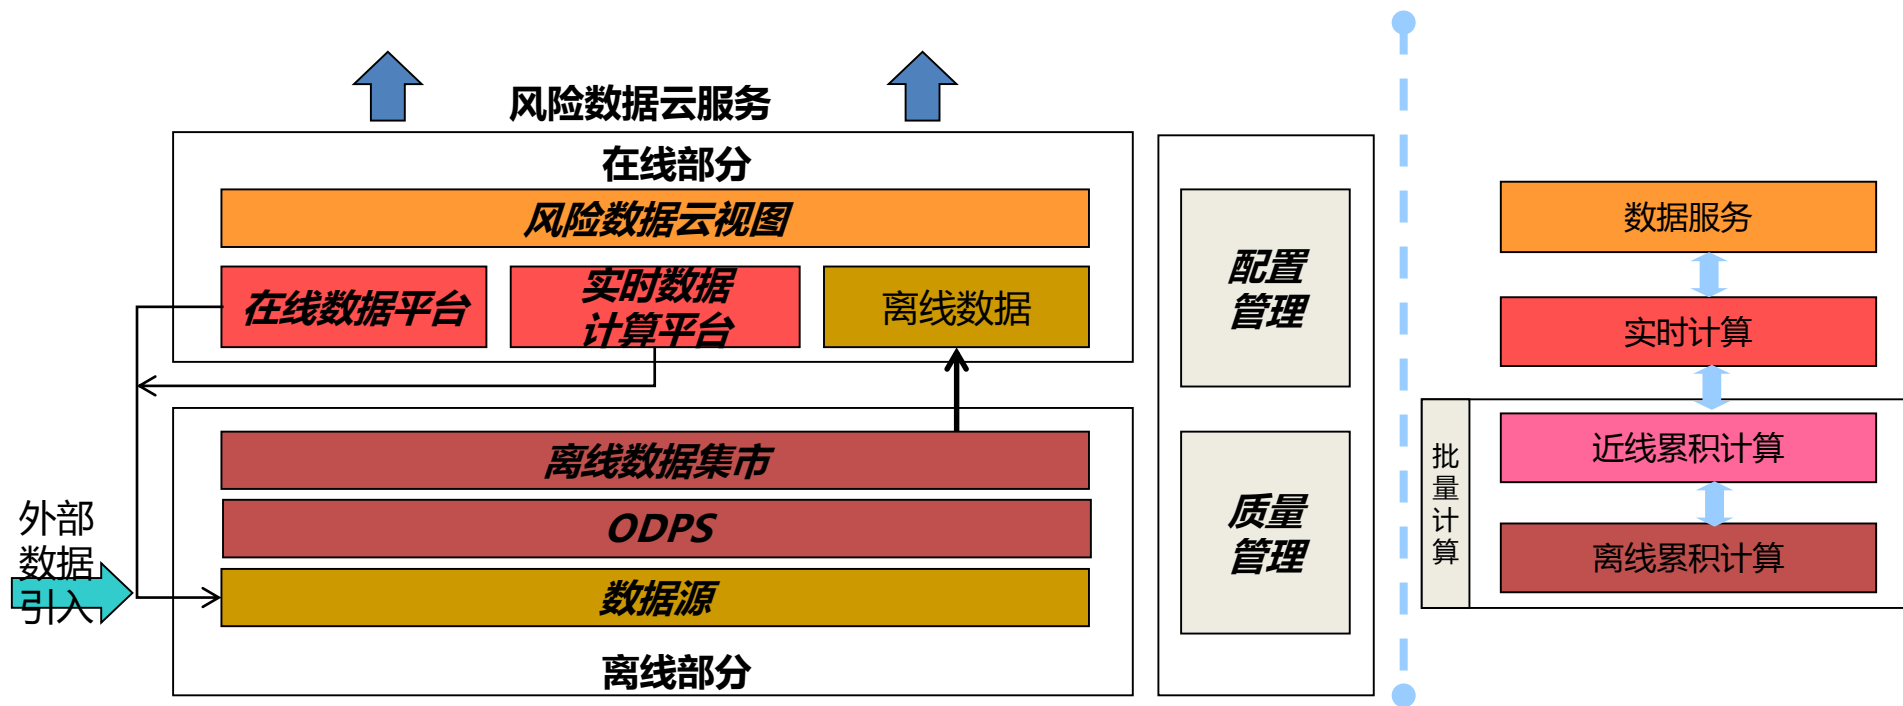 风险数据云服务
在线部分
风险数据云视图
在线数据平台
实时数据
计算平台
离线数据
离线数据集市
ODPS
数据源
离线部分
外部
数据
引入
配置
管理
质量
管理
数据服务
实时计算
批
量
计
算
近线累积计算
离线累积计算